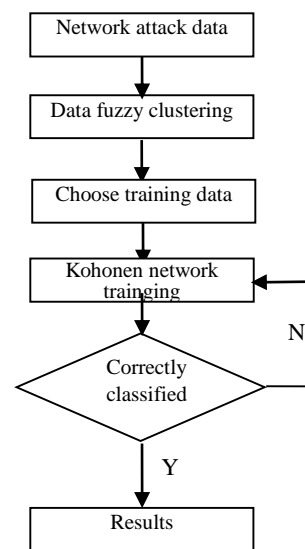 Network attack data
Data fuzzy clustering
Choose training data
Kohonen network
trainging
N
Correctly
classified
Y
Results